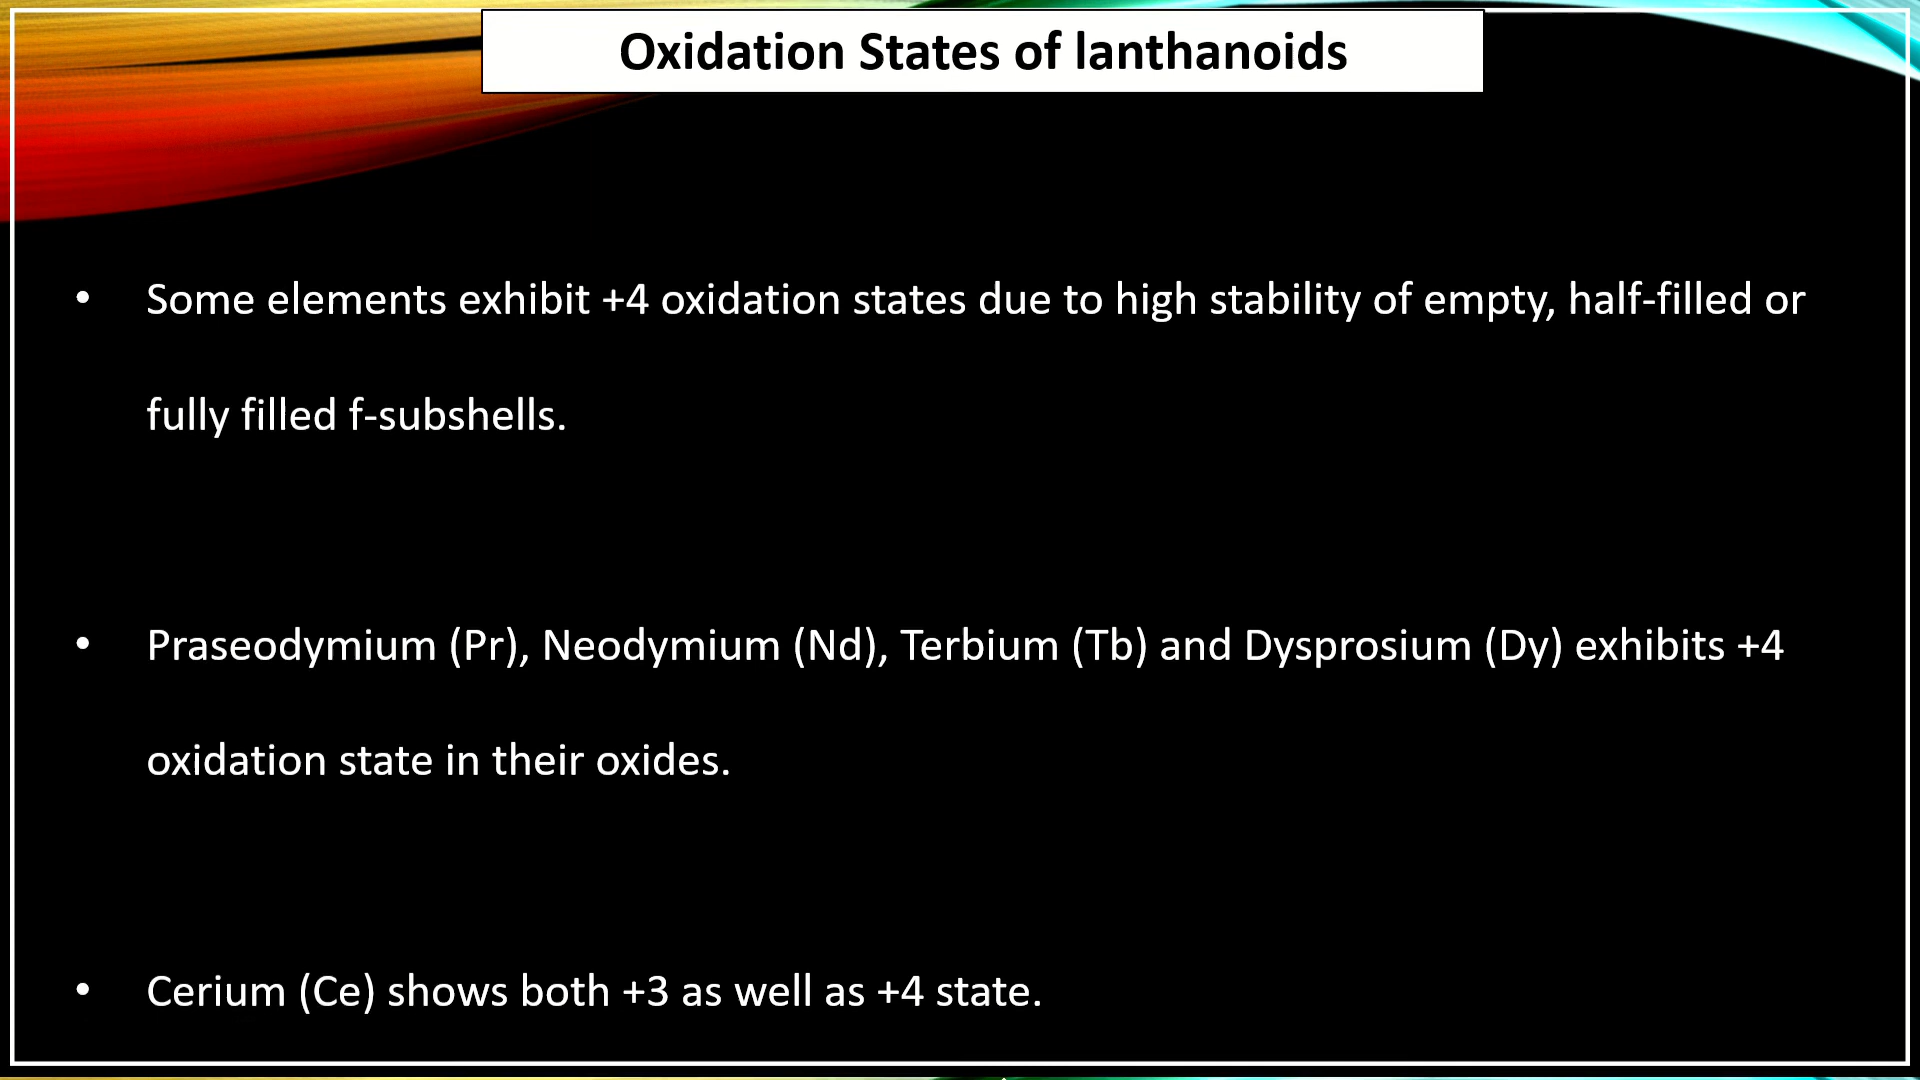 Oxidation States of lanthanoids
• Some elements exhibit +4 oxidation states due to high stability of empty, half-filled or
fully filled f-subshells.
• Praseodymium (Pr), Neodymium (Nd), Terbium (Tb) and Dysprosium (Dy) exhibits +4
oxidation state in their oxides.
• Cerium (Ce) shows both +3 as well as +4 state.